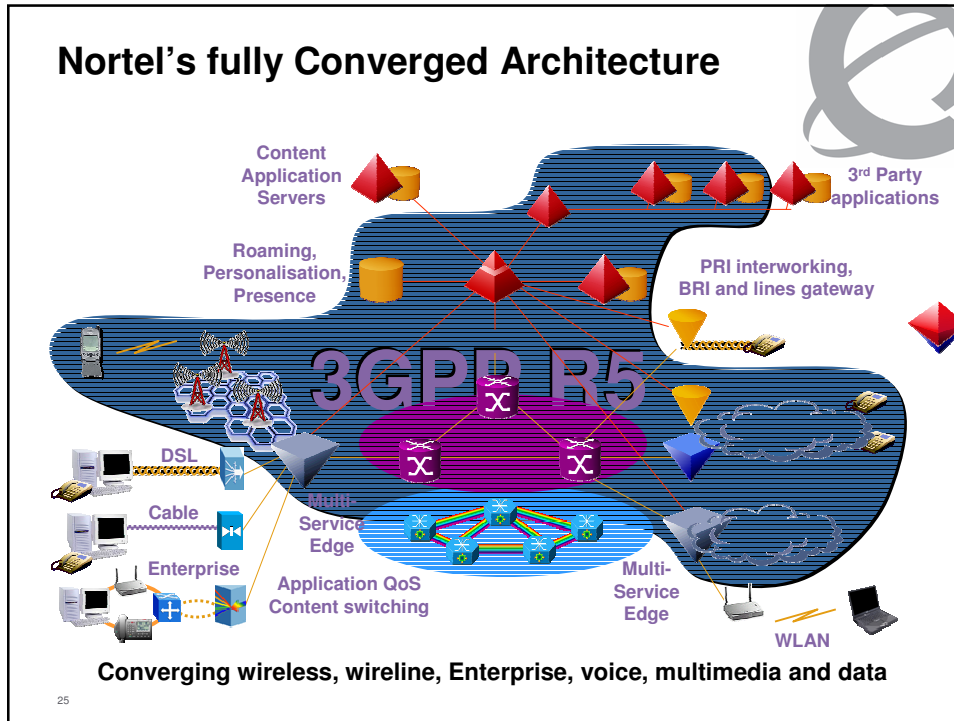 Nortel's fully Converged Architecture
Content
Application
Servers
3rd Party
applications
Roaming,
Personalisation,
Presence
PRI interworking,
BRI and lines gateway
3GPP R5
DSL
Cable
Enterprise
Multi-
Service
Edge
Application QoS
Content switching
Multi-
Service
Edge
WLAN
Converging wireless, wireline, Enterprise, voice, multimedia and data
25